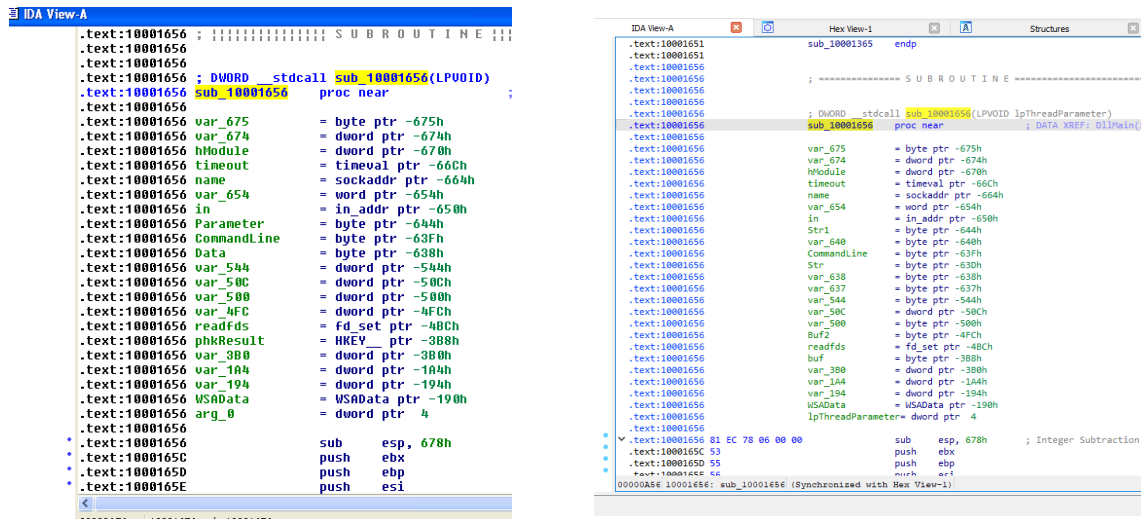 IDA View-A
.text:10001656 ; ¦¦¦¦¦¦¦¦¦¦¦¦¦¦¦ S U B R O U T I N E ¦¦¦
.text:10001656
.text:10001656
.text:10001656 ; DWORD __stdcall sub_10001656(LPVOID)
.text:10001656 sub_10001656 proc near ;
.text:10001656
.text:10001656 var_675 = byte ptr -675h
.text:10001656 var_674 = dword ptr -674h
.text:10001656 hModule = dword ptr -670h
.text:10001656 timeout = timeval ptr -66Ch
.text:10001656 name = sockaddr ptr -664h
.text:10001656 var_654 = word ptr -654h
.text:10001656 in = in_addr ptr -650h
.text:10001656 Parameter = byte ptr -644h
.text:10001656 CommandLine = byte ptr -63Fh
.text:10001656 Data = byte ptr -638h
.text:10001656 var_544 = dword ptr -544h
.text:10001656 var_50C = dword ptr -50Ch
.text:10001656 var_500 = dword ptr -500h
.text:10001656 var_4FC = dword ptr -4FCh
.text:10001656 readfds = fd_set ptr -4BCh
.text:10001656 phkResult = HKEY__ ptr -3B8h
.text:10001656 var_3B0 = dword ptr -3B0h
.text:10001656 var_1A4 = dword ptr -1A4h
.text:10001656 var_194 = dword ptr -194h
.text:10001656 WSAData = WSAData ptr -190h
.text:10001656 arg_0 = dword ptr 4
.text:10001656
.text:10001656 sub esp, 678h
.text:1000165C push ebx
.text:1000165D push ebp
.text:1000165E push esi
IDA View-A Hex View-1 Structures
.text:10001651 sub_10001365 endp
.text:10001651
.text:10001656
.text:10001656 ; =============== S U B R O U T I N E =======================
.text:10001656
.text:10001656
.text:10001656 ; DWORD __stdcall sub_10001656(LPVOID lpThreadParameter)
.text:10001656 sub_10001656 proc near ; DATA XREF: DllMain(
.text:10001656
.text:10001656 var_675 = byte ptr -675h
.text:10001656 var_674 = dword ptr -674h
.text:10001656 hModule = dword ptr -670h
.text:10001656 timeout = timeval ptr -66Ch
.text:10001656 name = sockaddr ptr -664h
.text:10001656 var_654 = word ptr -654h
.text:10001656 in = in_addr ptr -650h
.text:10001656 Str1 = byte ptr -644h
.text:10001656 var_640 = byte ptr -640h
.text:10001656 CommandLine = byte ptr -63Fh
.text:10001656 Str = byte ptr -63Dh
.text:10001656 var_638 = byte ptr -638h
.text:10001656 var_637 = byte ptr -637h
.text:10001656 var_544 = byte ptr -544h
.text:10001656 var_50C = dword ptr -50Ch
.text:10001656 var_500 = byte ptr -500h
.text:10001656 Buf2 = byte ptr -4FCh
.text:10001656 readfds = fd_set ptr -4BCh
.text:10001656 buf = byte ptr -3B8h
.text:10001656 var_3B0 = dword ptr -3B0h
.text:10001656 var_1A4 = dword ptr -1A4h
.text:10001656 var_194 = dword ptr -194h
.text:10001656 WSAData = WSAData ptr -190h
.text:10001656 lpThreadParameter= dword ptr 4
.text:10001656
.text:10001656 81 EC 78 06 00 00 sub esp, 678h ; Integer Subtraction
.text:1000165C 53 push ebx
.text:1000165D 55 push ebp
.text:1000165E 56 push esi
00000A56 10001656: sub_10001656 (Synchronized with Hex View-1)